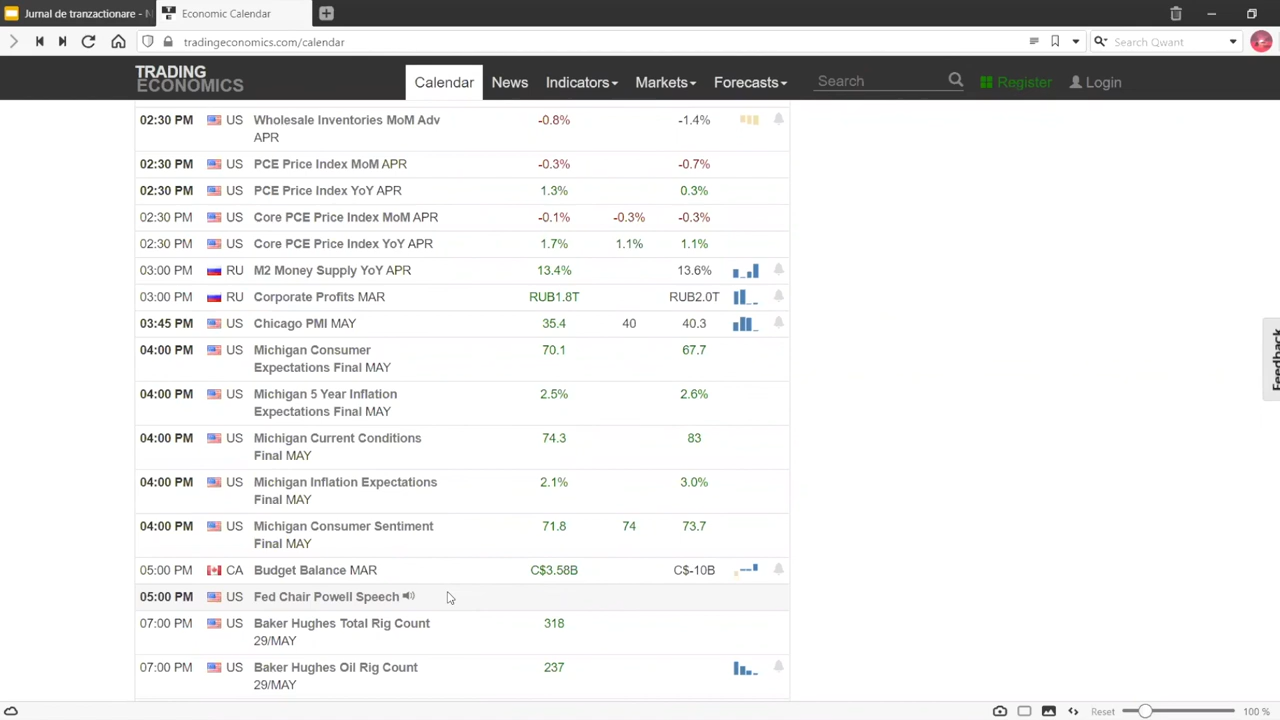 Jurnal de tranzactionare - N
Economic Calendar
tradingeconomics.com/calendar
Search Qwant
TRADING
ECONOMICS
Calendar News Indicators Markets Forecasts Search Register Login
02:30 PM US Wholesale Inventories MoM Adv -0.8% -1.4%
APR
02:30 PM US PCE Price Index MoM APR -0.3% -0.7%
02:30 PM US PCE Price Index YoY APR 1.3% 0.3%
02:30 PM US Core PCE Price Index MoM APR -0.1% -0.3% -0.3%
02:30 PM US Core PCE Price Index YoY APR 1.7% 1.1% 1.1%
03:00 PM RU M2 Money Supply YoY APR 13.4% 13.6%
03:00 PM RU Corporate Profits MAR RUB1.8T RUB2.0T
03:45 PM US Chicago PMI MAY 35.4 40 40.3
04:00 PM US Michigan Consumer 70.1 67.7
Expectations Final MAY
04:00 PM US Michigan 5 Year Inflation 2.5% 2.6%
Expectations Final MAY
04:00 PM US Michigan Current Conditions 74.3 83
Final MAY
04:00 PM US Michigan Inflation Expectations 2.1% 3.0%
Final MAY
04:00 PM US Michigan Consumer Sentiment 71.8 74 73.7
Final MAY
05:00 PM CA Budget Balance MAR C$3.58B C$-10B
05:00 PM US Fed Chair Powell Speech
07:00 PM US Baker Hughes Total Rig Count 318
29/MAY
07:00 PM US Baker Hughes Oil Rig Count 237
29/MAY
Feedback
Reset 100 %